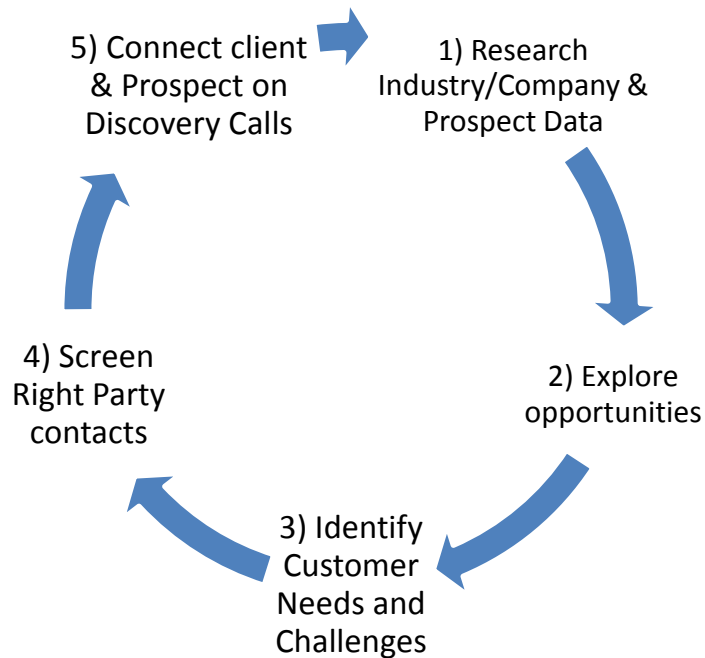 1) Research
Industry/Company &
Prospect Data
2) Explore
opportunities
3) Identify
Customer
Needs and
Challenges
4) Screen
Right Party
contacts
5) Connect client
& Prospect on
Discovery Calls